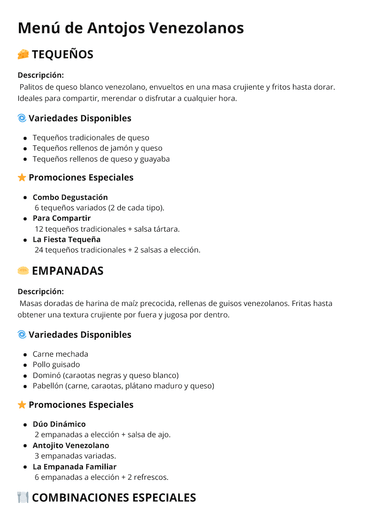 Menú de Antojos Venezolanos
🧀 TEQUEÑOS
Descripción:
Palitos de queso blanco venezolano, envueltos en una masa crujiente y fritos hasta dorar.
Ideales para compartir, merendar o disfrutar a cualquier hora.
🌀 Variedades Disponibles
● Tequeños tradicionales de queso
● Tequeños rellenos de jamón y queso
● Tequeños rellenos de queso y guayaba
⭐ Promociones Especiales
● Combo Degustación
6 tequeños variados (2 de cada tipo).
● Para Compartir
12 tequeños tradicionales + salsa tártara.
● La Fiesta Tequeña
24 tequeños tradicionales + 2 salsas a elección.
🥟 EMPANADAS
Descripción:
Masas doradas de harina de maíz precocida, rellenas de guisos venezolanos. Fritas hasta
obtener una textura crujiente por fuera y jugosa por dentro.
🌀 Variedades Disponibles
● Carne mechada
● Pollo guisado
● Dominó (caraotas negras y queso blanco)
● Pabellón (carne, caraotas, plátano maduro y queso)
⭐ Promociones Especiales
● Dúo Dinámico
2 empanadas a elección + salsa de ajo.
● Antojito Venezolano
3 empanadas variadas.
● La Empanada Familiar
6 empanadas a elección + 2 refrescos.
🍽️ COMBINACIONES ESPECIALES